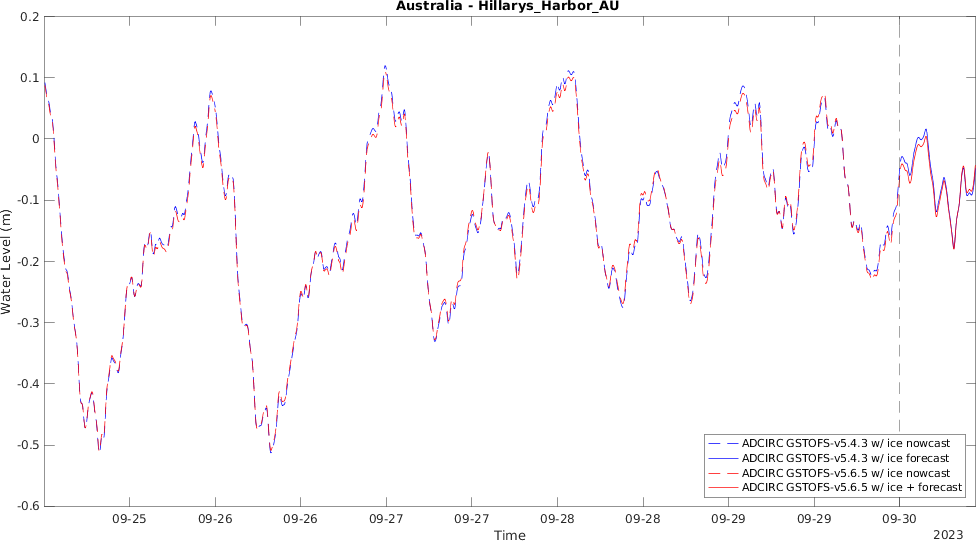 Australia - Hillarys_Harbor_AU
0.2
0.1
0
-0.1
-0.2
-0.3
-0.4
-0.5
-0.6
Water Level (m)
09-25
09-26
09-26
09-27
09-27
09-28
09-28
09-29
09-29
09-30
Time
2023
ADCIRC GSTOFS-v5.4.3 w/ ice nowcast
ADCIRC GSTOFS-v5.4.3 w/ ice forecast
ADCIRC GSTOFS-v5.6.5 w/ ice nowcast
ADCIRC GSTOFS-v5.6.5 w/ ice + forecast